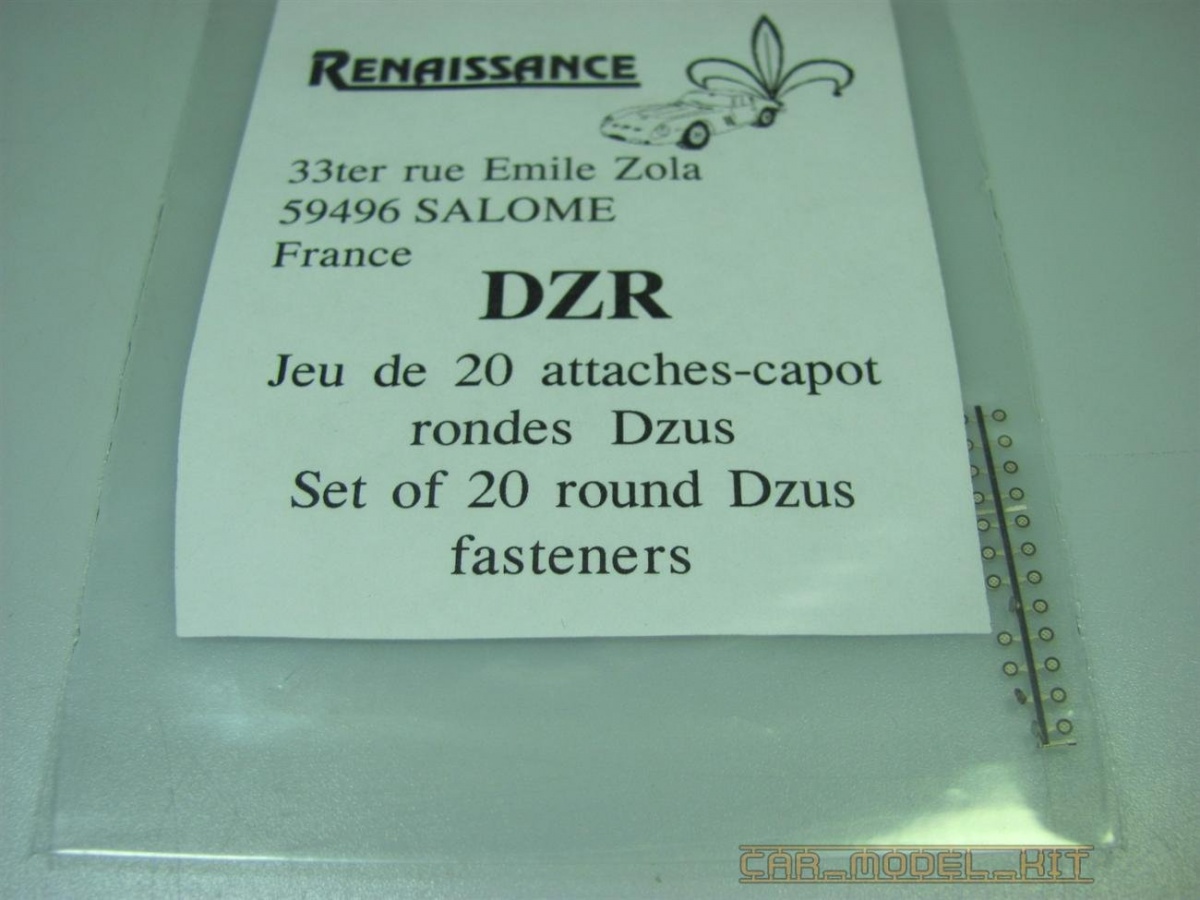 RENAISSANCE
33ter rue Emile Zola
59496 SALOME
France
DZR
Jeu de 20 attaches-capot
rondes Dzus
Set of 20 round Dzus
fasteners
CAR_MODEL_KIT